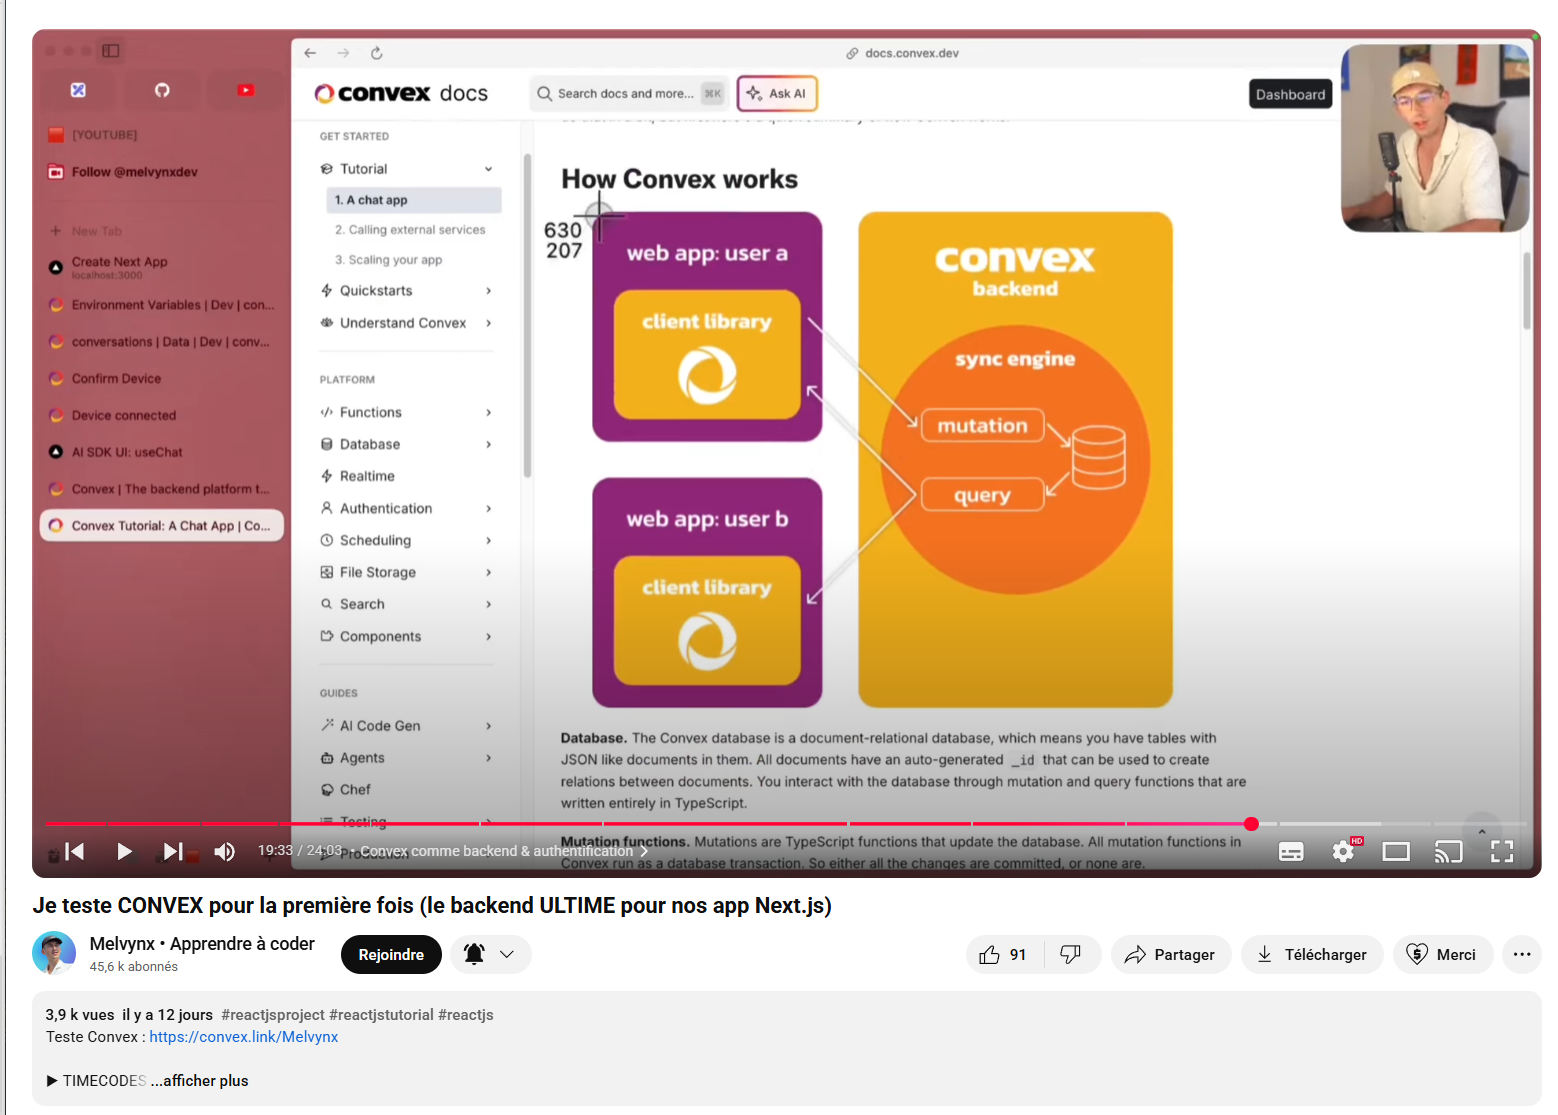 docs.convex.dev
convex docs
Search docs and more... ⌘K
Ask AI
Dashboard
[YOUTUBE]
Follow @melvynxdev
New Tab
Create Next App
localhost:3000
Environment Variables | Dev | con...
conversations | Data | Dev | conv...
Confirm Device
Device connected
AI SDK UI: useChat
Convex | The backend platform t...
Convex Tutorial: A Chat App | Co...
GET STARTED
Tutorial
1. A chat app
2. Calling external services
3. Scaling your app
Quickstarts
Understand Convex
PLATFORM
Functions
Database
Realtime
Authentication
Scheduling
File Storage
Search
Components
GUIDES
AI Code Gen
Agents
Chef
Testing
Production
How Convex works
630
207
web app: user a
client library
web app: user b
client library
convex
backend
sync engine
mutation
query
Database. The Convex database is a document-relational database, which means you have tables with
JSON like documents in them. All documents have an auto-generated _id that can be used to create
relations between documents. You interact with the database through mutation and query functions that are
written entirely in TypeScript.
Mutation functions. Mutations are TypeScript functions that update the database. All mutation functions in
Convex run as a database transaction. So either all the changes are committed, or none are.
19:33 / 24:03 • Convex comme backend & authentification
HD
Je teste CONVEX pour la première fois (le backend ULTIME pour nos app Next.js)
Melvynx • Apprendre à coder
45,6 k abonnés
Rejoindre
91
Partager
Télécharger
Merci
3,9 k vues il y a 12 jours #reactjsproject #reactjstutorial #reactjs
Teste Convex : https://convex.link/Melvynx
▶ TIMECODES ...afficher plus